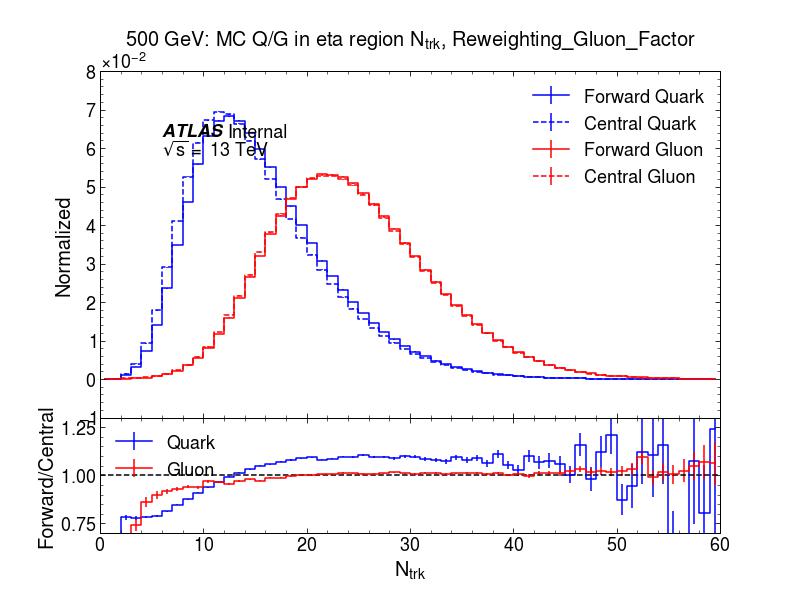 500 GeV: MC Q/G in eta region N_trk, Reweighting_Gluon_Factor
×10⁻²
8
7
6
5
4
3
2
1
0
−1
Normalized
ATLAS Internal
√s = 13 TeV
Forward Quark
Central Quark
Forward Gluon
Central Gluon
1.25
1.00
0.75
Forward/Central
Quark
Gluon
0 10 20 30 40 50 60
N_trk